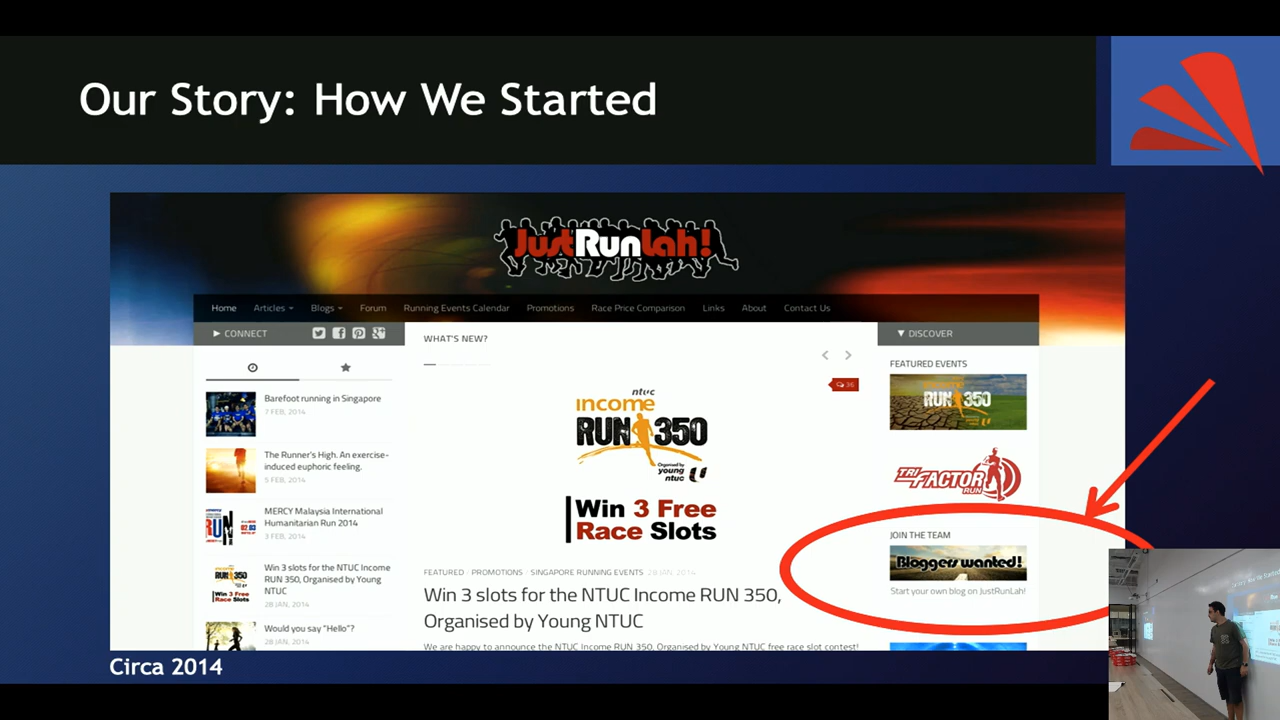 Our Story: How We Started
JustRunLah!
Home Articles Blogs Forum Running Events Calendar Promotions Race Price Comparison Links About Contact Us
CONNECT
WHAT'S NEW?
DISCOVER
36
FEATURED EVENTS
income
RUN 350
TRI
FACTOR
RUN
JOIN THE TEAM
Bloggers wanted!
Start your own blog on JustRunLah!
Barefoot running in Singapore
7 FEB, 2014
The Runner's High. An exercise-
induced euphoric feeling.
5 FEB, 2014
MERCY Malaysia International
Humanitarian Run 2014
3 FEB, 2014
Win 3 slots for the NTUC Income
RUN 350, Organised by Young
NTUC
28 JAN, 2014
Would you say "Hello"?
28 JAN, 2014
ntuc
income
RUN 350
Organised by
young
ntuc
Win 3 Free
Race Slots
FEATURED / PROMOTIONS / SINGAPORE RUNNING EVENTS 28 JAN, 2014
Win 3 slots for the NTUC Income RUN 350,
Organised by Young NTUC
We are happy to announce the NTUC Income RUN 350, Organised by Young NTUC free race slot contest!
Circa 2014